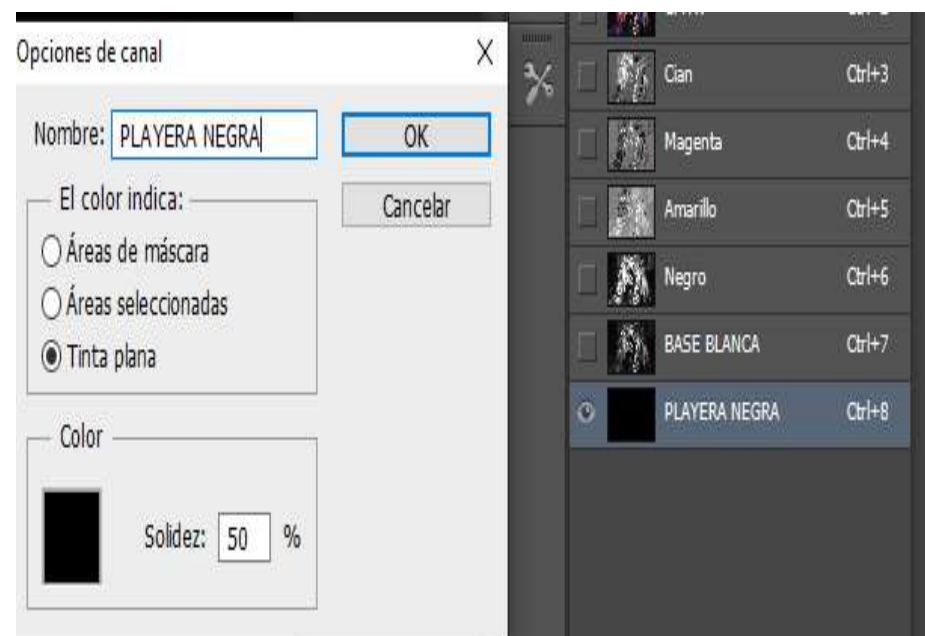 Opciones de canal
Nombre: PLAYERA NEGRA
OK
Cancelar
El color indica:
Áreas de máscara
Áreas seleccionadas
Tinta plana
Color
Solidez: 50 %
Cian Ctrl+3
Magenta Ctrl+4
Amarillo Ctrl+5
Negro Ctrl+6
BASE BLANCA Ctrl+7
PLAYERA NEGRA Ctrl+8